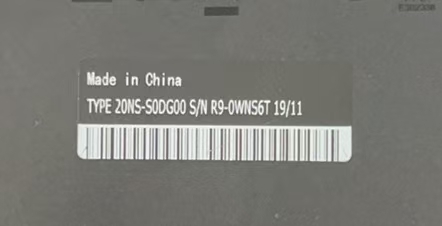 Made in China
TYPE 20NS-S0DG00 S/N R9-0WNS6T 19/11